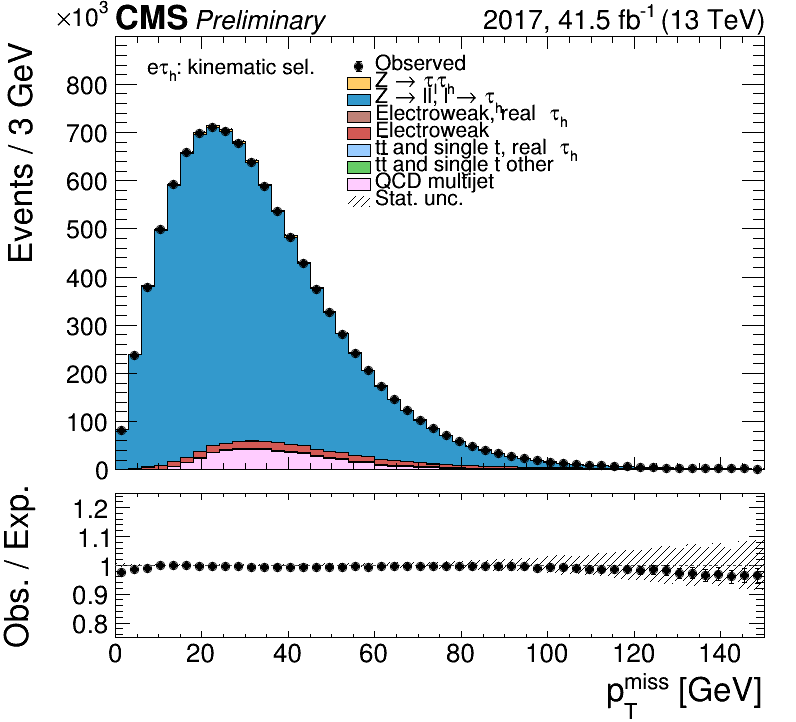 ×10³ CMS Preliminary 2017, 41.5 fb⁻¹ (13 TeV)
eτh: kinematic sel.
Observed
Z → τlτh
Z → ll, l → τh
Electroweak, real τh
Electroweak
tt and single t, real τh
tt and single t other
QCD multijet
Stat. unc.
Events / 3 GeV
800
700
600
500
400
300
200
100
0
Obs. / Exp.
1.2
1.1
1
0.9
0.8
0 20 40 60 80 100 120 140
pTmiss [GeV]